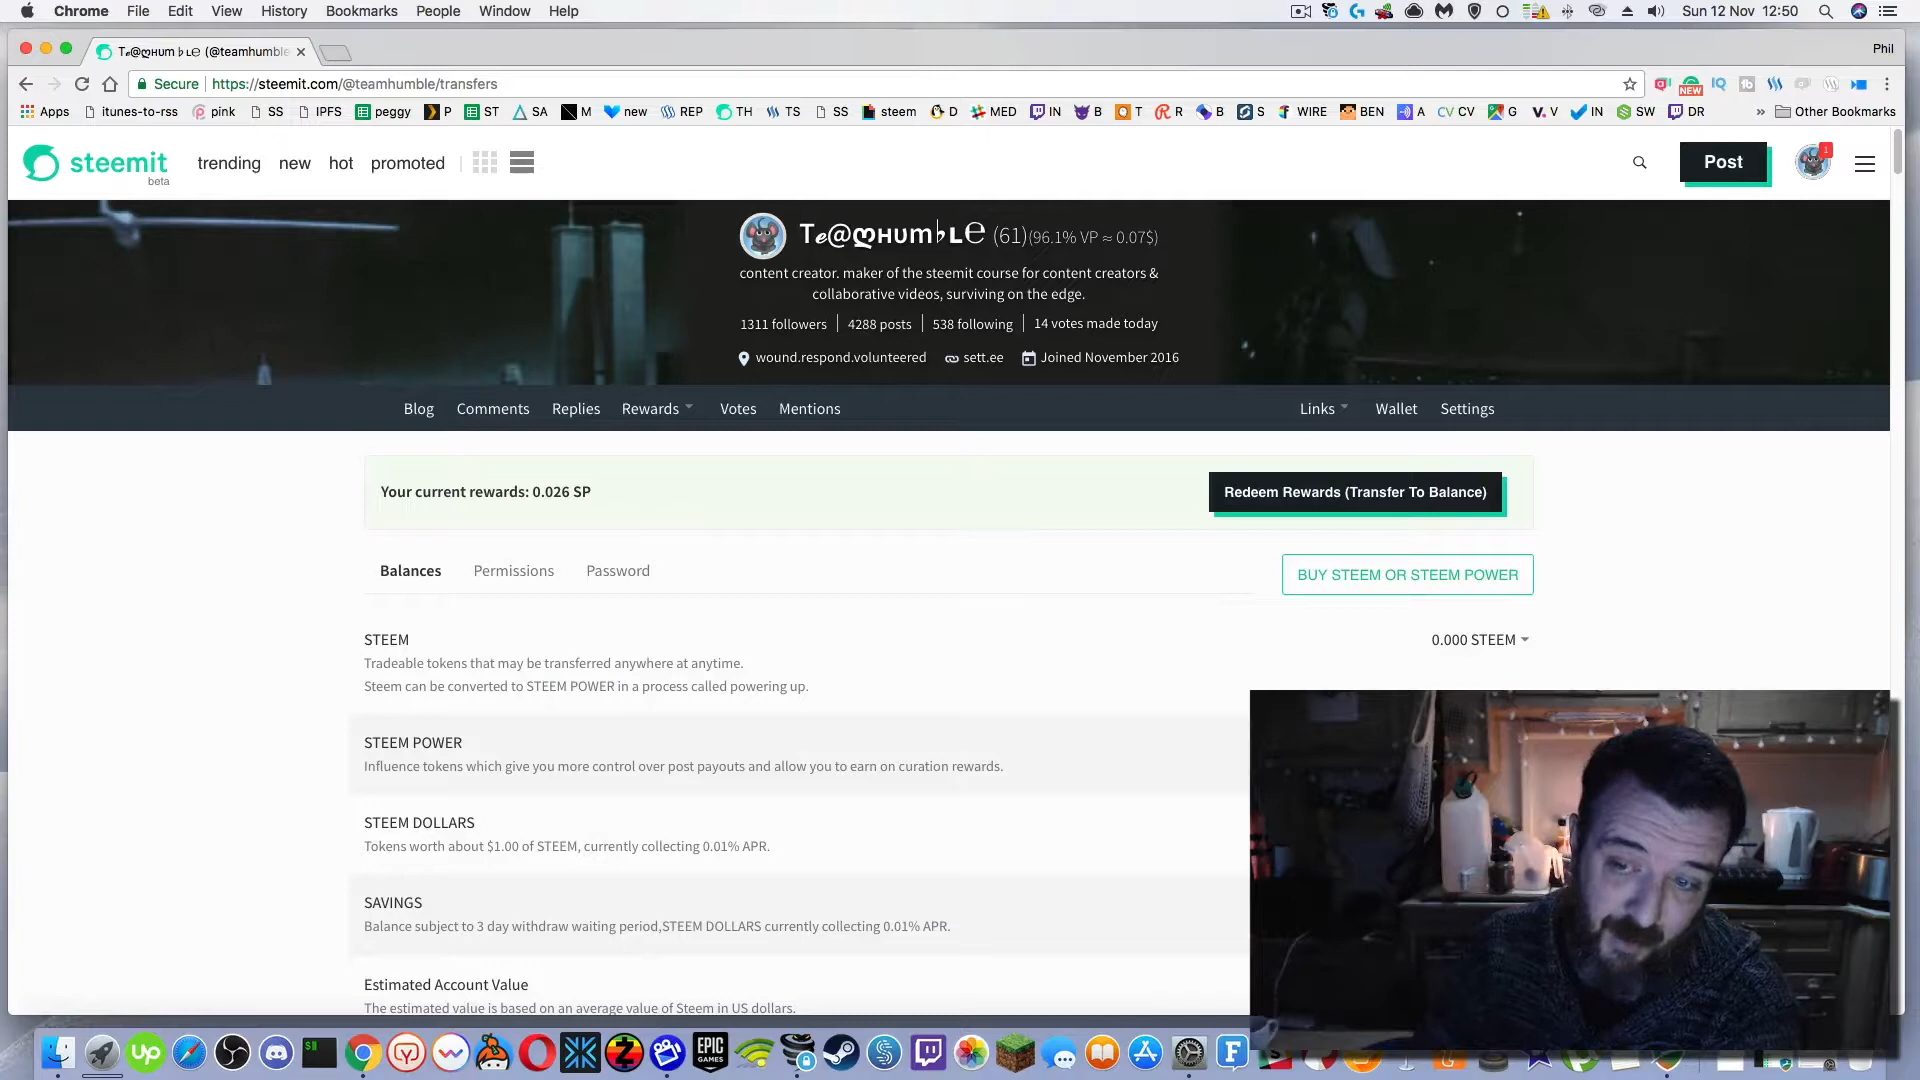 Chrome File Edit View History Bookmarks People Window Help
Sun 12 Nov 12:50
(@teamhumble
Phil
Secure https://steemit.com/@teamhumble/transfers
NEW
Apps itunes-to-rss pink SS IPFS peggy P ST SA M new REP TH TS SS steem D MED IN B T R B S WIRE BEN A CV CV G V.V IN SW DR » Other Bookmarks
steemit
beta
trending new hot promoted
Post
1
(61)(96.1% VP ≈ 0.07$)
content creator. maker of the steemit course for content creators &
collaborative videos, surviving on the edge.
1311 followers 4288 posts 538 following 14 votes made today
wound.respond.volunteered sett.ee Joined November 2016
Blog Comments Replies Rewards Votes Mentions Links Wallet Settings
Your current rewards: 0.026 SP
Redeem Rewards (Transfer To Balance)
Balances Permissions Password
BUY STEEM OR STEEM POWER
STEEM
0.000 STEEM
Tradeable tokens that may be transferred anywhere at anytime.
Steem can be converted to STEEM POWER in a process called powering up.
STEEM POWER
Influence tokens which give you more control over post payouts and allow you to earn on curation rewards.
STEEM DOLLARS
Tokens worth about $1.00 of STEEM, currently collecting 0.01% APR.
SAVINGS
Balance subject to 3 day withdraw waiting period,STEEM DOLLARS currently collecting 0.01% APR.
Estimated Account Value
The estimated value is based on an average value of Steem in US dollars.
Up
EPIC
GAMES